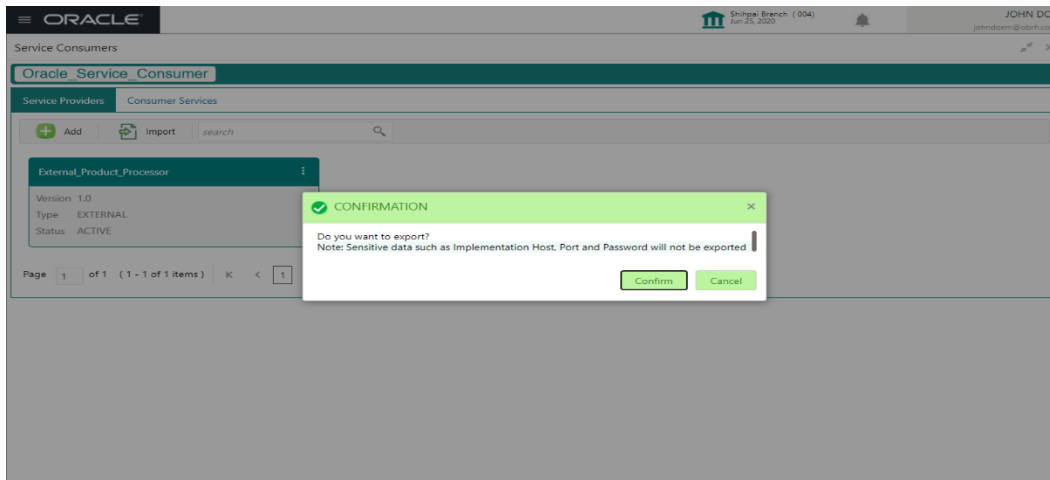 ORACLE
Shihpai Branch ( 004)
Jun 25, 2020
JOHN DO
johndoem@obrh.co
Service Consumers
Oracle_Service_Consumer
Service Providers Consumer Services
Add Import search
External_Product_Processor
Version 1.0
Type EXTERNAL
Status ACTIVE
CONFIRMATION
Do you want to export?
Note: Sensitive data such as Implementation Host, Port and Password will not be exported
Confirm Cancel
Page 1 of 1 ( 1 - 1 of 1 items ) 1